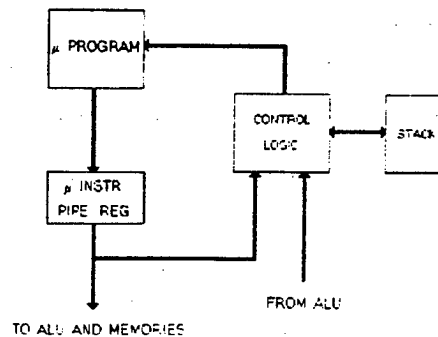 μ PROGRAM
CONTROL
LOGIC
STACK
μ INSTR
PIPE REG
FROM ALU
TO ALU AND MEMORIES